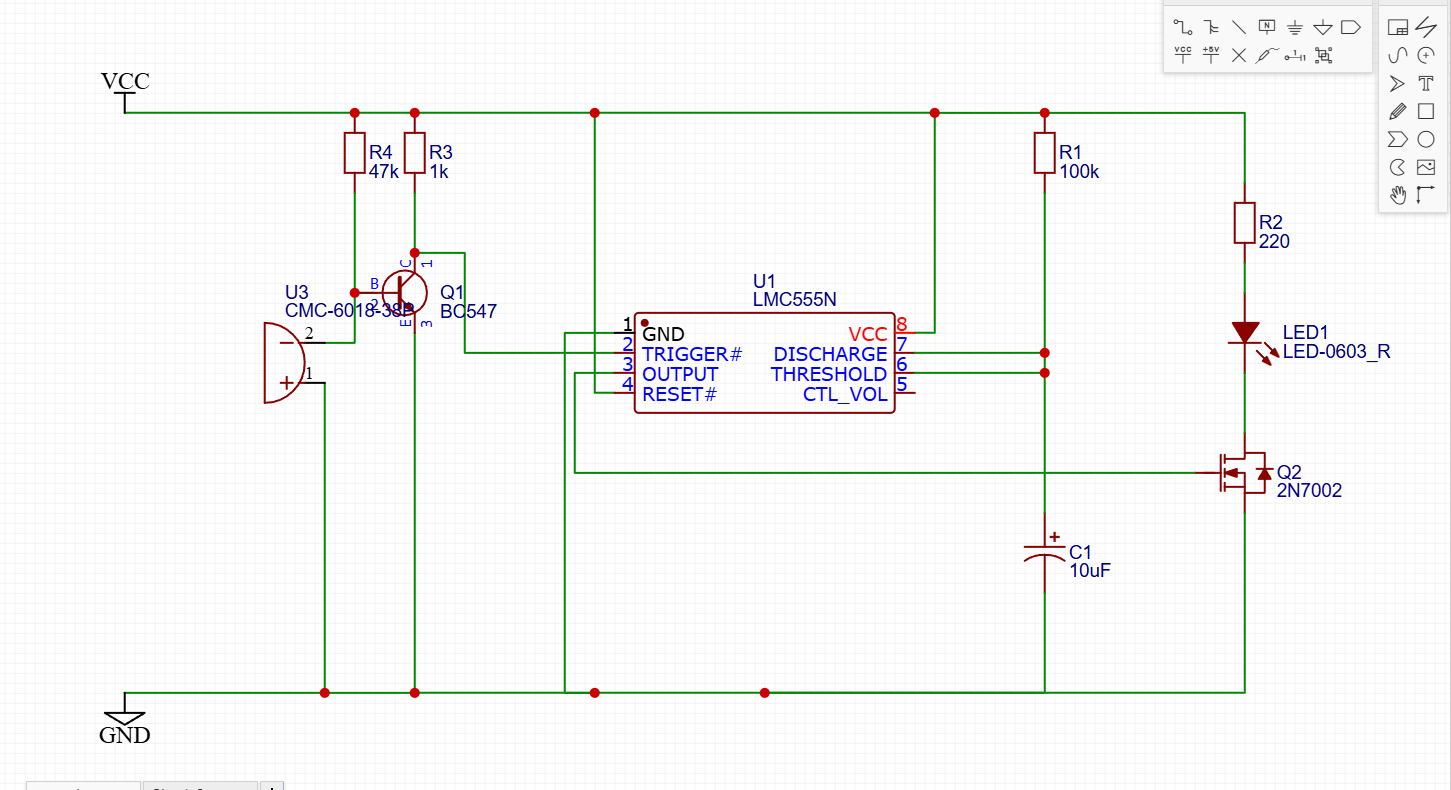 VCC
N
VCC
+5V
1
T
R4
47k
R3
1k
R1
100k
R2
220
C
1
B
2
E
3
U3
CMC-6018-38P
Q1
BC547
2
1
U1
LMC555N
1
GND
2
TRIGGER#
3
OUTPUT
4
RESET#
VCC
8
DISCHARGE
7
THRESHOLD
6
CTL_VOL
5
LED1
LED-0603_R
Q2
2N7002
+
C1
10uF
GND